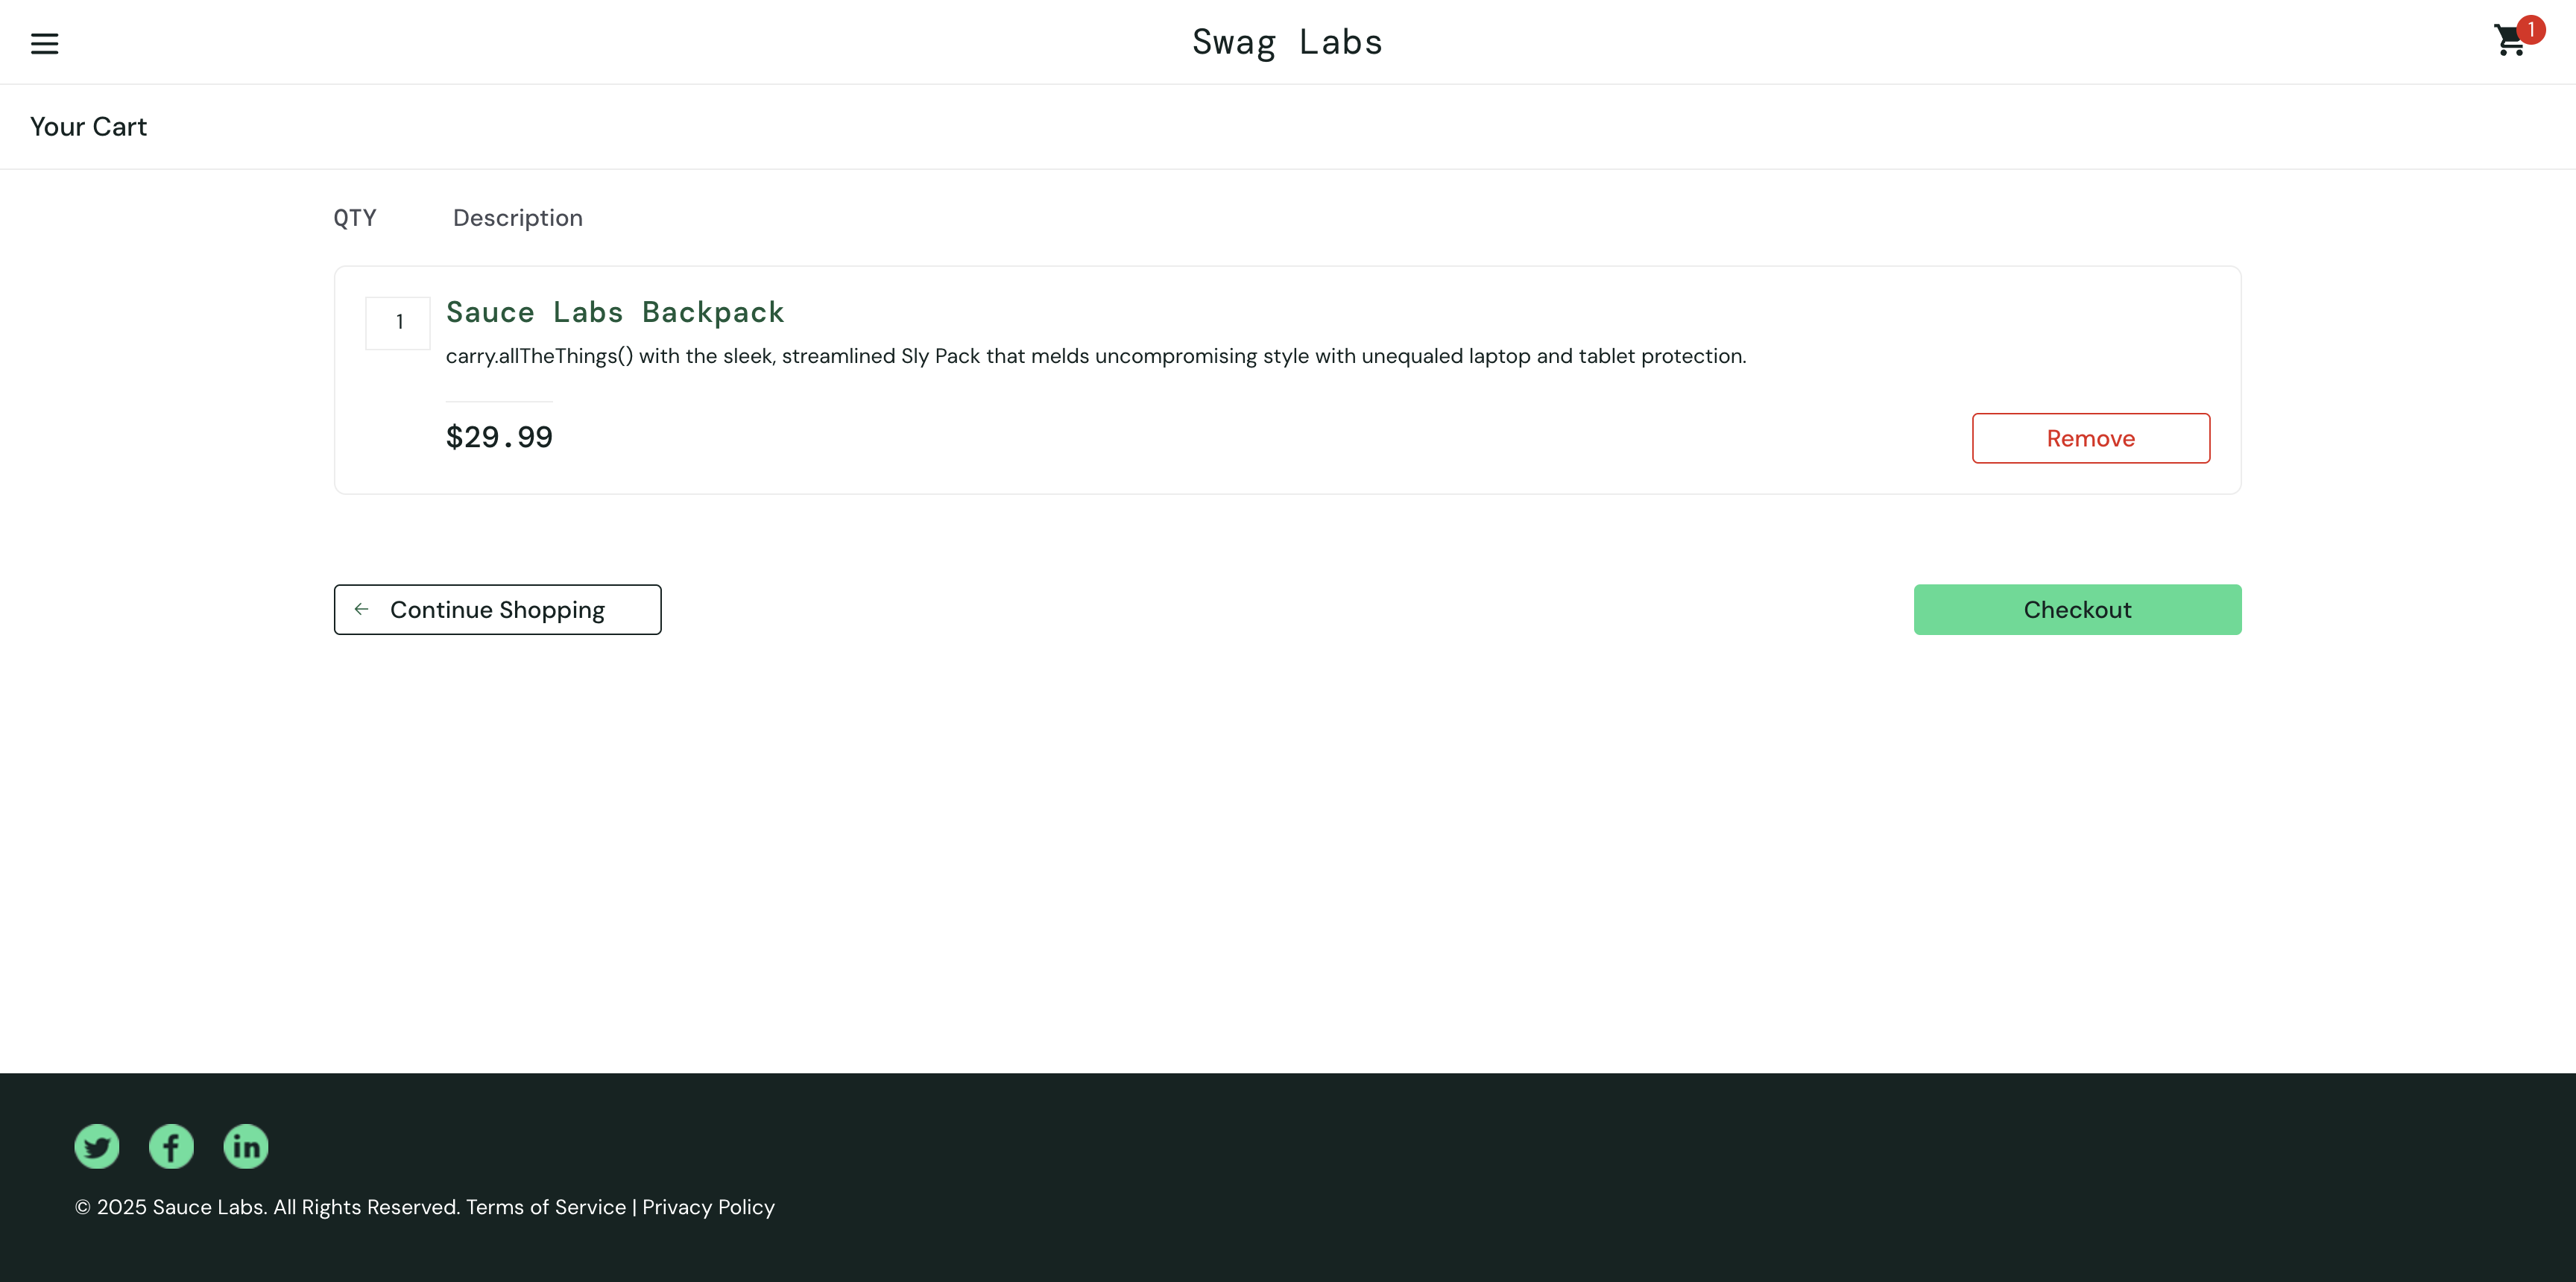 Swag Labs
1
Your Cart
QTY Description
1
Sauce Labs Backpack
carry.allTheThings() with the sleek, streamlined Sly Pack that melds uncompromising style with unequaled laptop and tablet protection.
$29.99
Remove
Continue Shopping
Checkout
© 2025 Sauce Labs. All Rights Reserved. Terms of Service | Privacy Policy